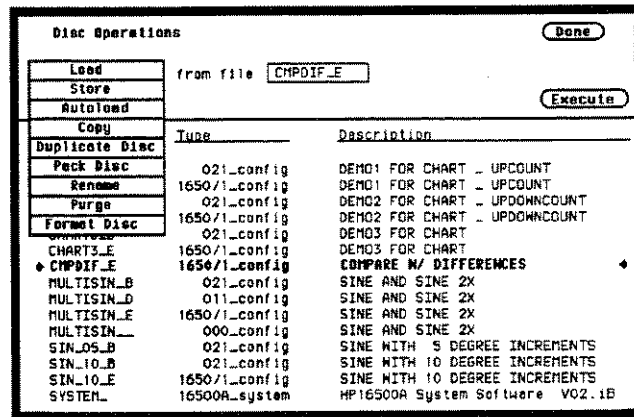 Disc Operations Done
Load from file CMPDIF_E
Store
Autoload Execute
Copy
Type Description
Duplicate Disc
Pack Disc 021_config DEMO1 FOR CHART _ UPCOUNT
Rename 1650/1_config DEMO1 FOR CHART _ UPCOUNT
Purge 021_config DEMO2 FOR CHART _ UPDOWNCOUNT
1650/1_config DEMO2 FOR CHART _ UPDOWNCOUNT
Format Disc
021_config DEMO3 FOR CHART
CHART3_E 1650/1_config DEMO3 FOR CHART
CMPDIF_E 1650/1_config COMPARE W/ DIFFERENCES
MULTISIN_B 021_config SINE AND SINE 2X
MULTISIN_D 011_config SINE AND SINE 2X
MULTISIN_E 1650/1_config SINE AND SINE 2X
MULTISIN__ 000_config SINE AND SINE 2X
SIN_05_B 021_config SINE WITH 5 DEGREE INCREMENTS
SIN_10_B 021_config SINE WITH 10 DEGREE INCREMENTS
SIN_10_E 1650/1_config SINE WITH 10 DEGREE INCREMENTS
SYSTEM_ 16500A_system HP16500A System Software V02.1B